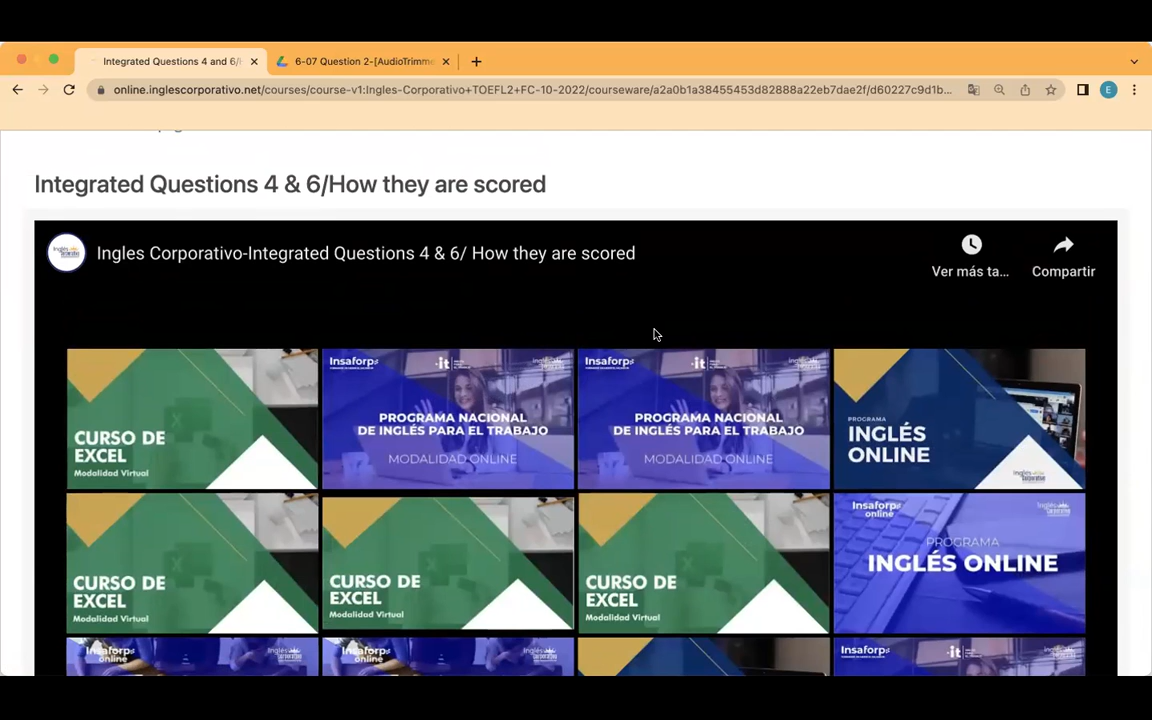 Integrated Questions 4 and 6/
6-07 Question 2-[AudioTrimme
online.inglescorporativo.net/courses/course-v1:Ingles-Corporativo+TOEFL2+FC-10-2022/courseware/a2a0b1a38455453d82888a22eb7dae2f/d60227c9d1b...
E
Integrated Questions 4 & 6/How they are scored
Ingles Corporativo-Integrated Questions 4 & 6/ How they are scored
Ver más ta...
Compartir
CURSO DE
EXCEL
Modalidad Virtual
Insaforp
PROGRAMA NACIONAL
DE INGLÉS PARA EL TRABAJO
MODALIDAD ONLINE
Insaforp
PROGRAMA NACIONAL
DE INGLÉS PARA EL TRABAJO
MODALIDAD ONLINE
PROGRAMA
INGLÉS
ONLINE
CURSO DE
EXCEL
Modalidad Virtual
CURSO DE
EXCEL
Modalidad Virtual
CURSO DE
EXCEL
Modalidad Virtual
Insaforp
online
PROGRAMA
INGLÉS ONLINE
Insaforp
online
Insaforp
online
Insaforp